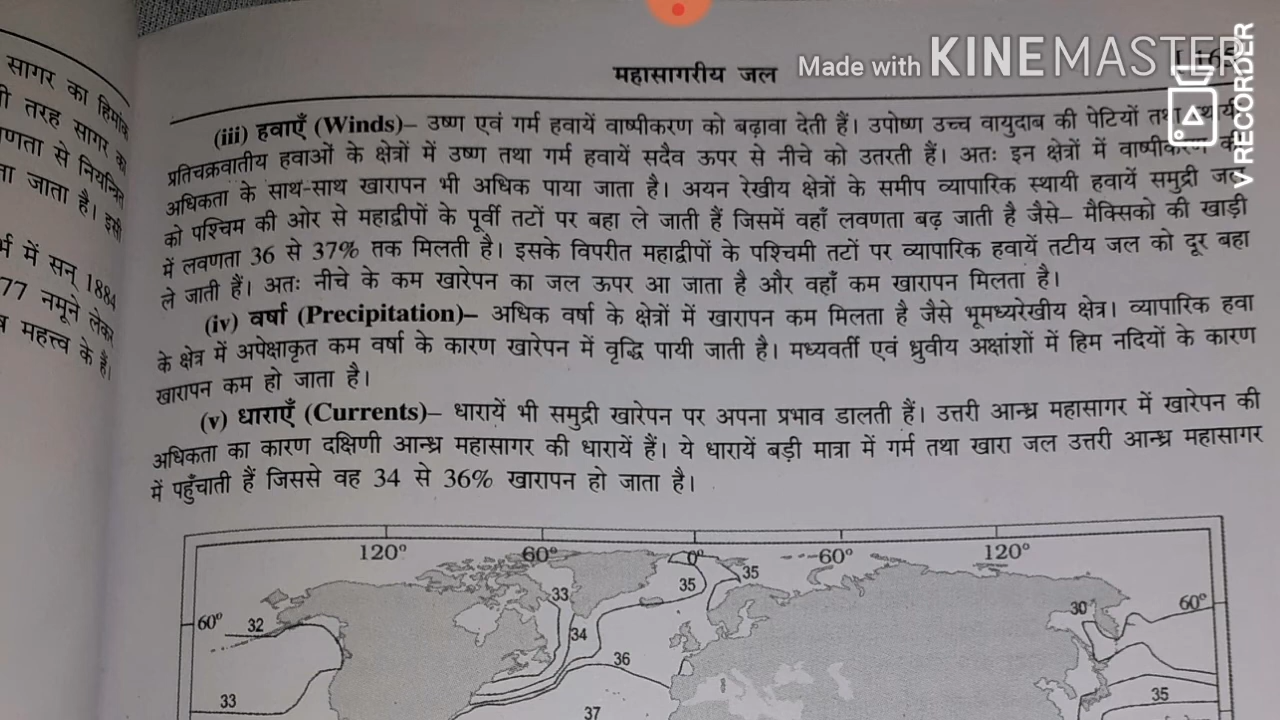 महासागरीय जल
Made with KINEMASTER
V RECORDER
सागर का हिमांक
तरह सागर का
से नियन्त्रित
जाता है। इसी
में सन् 1884
77 नमूने लेकर
महत्त्व के हैं।
(iii) हवाएँ (Winds)– उष्ण एवं गर्म हवायें वाष्पीकरण को बढ़ावा देती हैं। उपोष्ण उच्च वायुदाब की पेटियों तथा स्थायी
प्रतिचक्रवातीय हवाओं के क्षेत्रों में उष्ण तथा गर्म हवायें सदैव ऊपर से नीचे को उतरती हैं। अतः इन क्षेत्रों में वाष्पीकरण की
अधिकता के साथ-साथ खारापन भी अधिक पाया जाता है। अयन रेखीय क्षेत्रों के समीप व्यापारिक स्थायी हवायें समुद्री जल
को पश्चिम की ओर से महाद्वीपों के पूर्वी तटों पर बहा ले जाती हैं जिसमें वहाँ लवणता बढ़ जाती है जैसे– मैक्सिको की खाड़ी
में लवणता 36 से 37% तक मिलती है। इसके विपरीत महाद्वीपों के पश्चिमी तटों पर व्यापारिक हवायें तटीय जल को दूर बहा
ले जाती हैं। अतः नीचे के कम खारेपन का जल ऊपर आ जाता है और वहाँ कम खारापन मिलता है।
(iv) वर्षा (Precipitation)– अधिक वर्षा के क्षेत्रों में खारापन कम मिलता है जैसे भूमध्यरेखीय क्षेत्र। व्यापारिक हवा
के क्षेत्र में अपेक्षाकृत कम वर्षा के कारण खारेपन में वृद्धि पायी जाती है। मध्यवर्ती एवं ध्रुवीय अक्षांशों में हिम नदियों के कारण
खारापन कम हो जाता है।
(v) धाराएँ (Currents)– धारायें भी समुद्री खारेपन पर अपना प्रभाव डालती हैं। उत्तरी आन्ध्र महासागर में खारेपन की
अधिकता का कारण दक्षिणी आन्ध्र महासागर की धारायें हैं। ये धारायें बड़ी मात्रा में गर्म तथा खारा जल उत्तरी आन्ध्र महासागर
में पहुँचाती हैं जिससे वह 34 से 36% खारापन हो जाता है।
120° 60° 0° 60° 120°
35 35
33 30 60°
60° 32
34
36
33 35
37